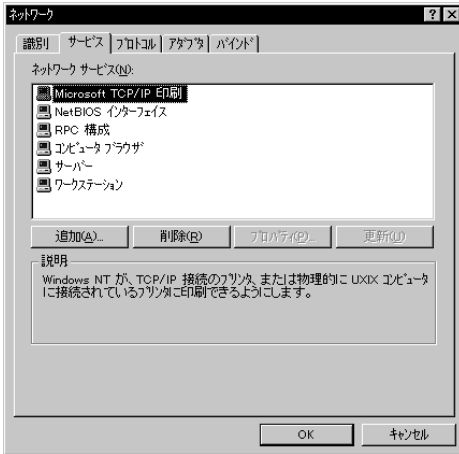 ネットワーク
識別 サービス プロトコル アダプタ バインド
ネットワーク サービス(N):
Microsoft TCP/IP 印刷
NetBIOS インターフェイス
RPC 構成
コンピュータ ブラウザ
サーバー
ワークステーション
追加(A)... 削除(R) プロパティ(P)... 更新(U)
説明
Windows NT が、TCP/IP 接続のプリンタ、または物理的に UXIX コンピュータ
に接続されているプリンタに印刷できるようにします。
OK キャンセル